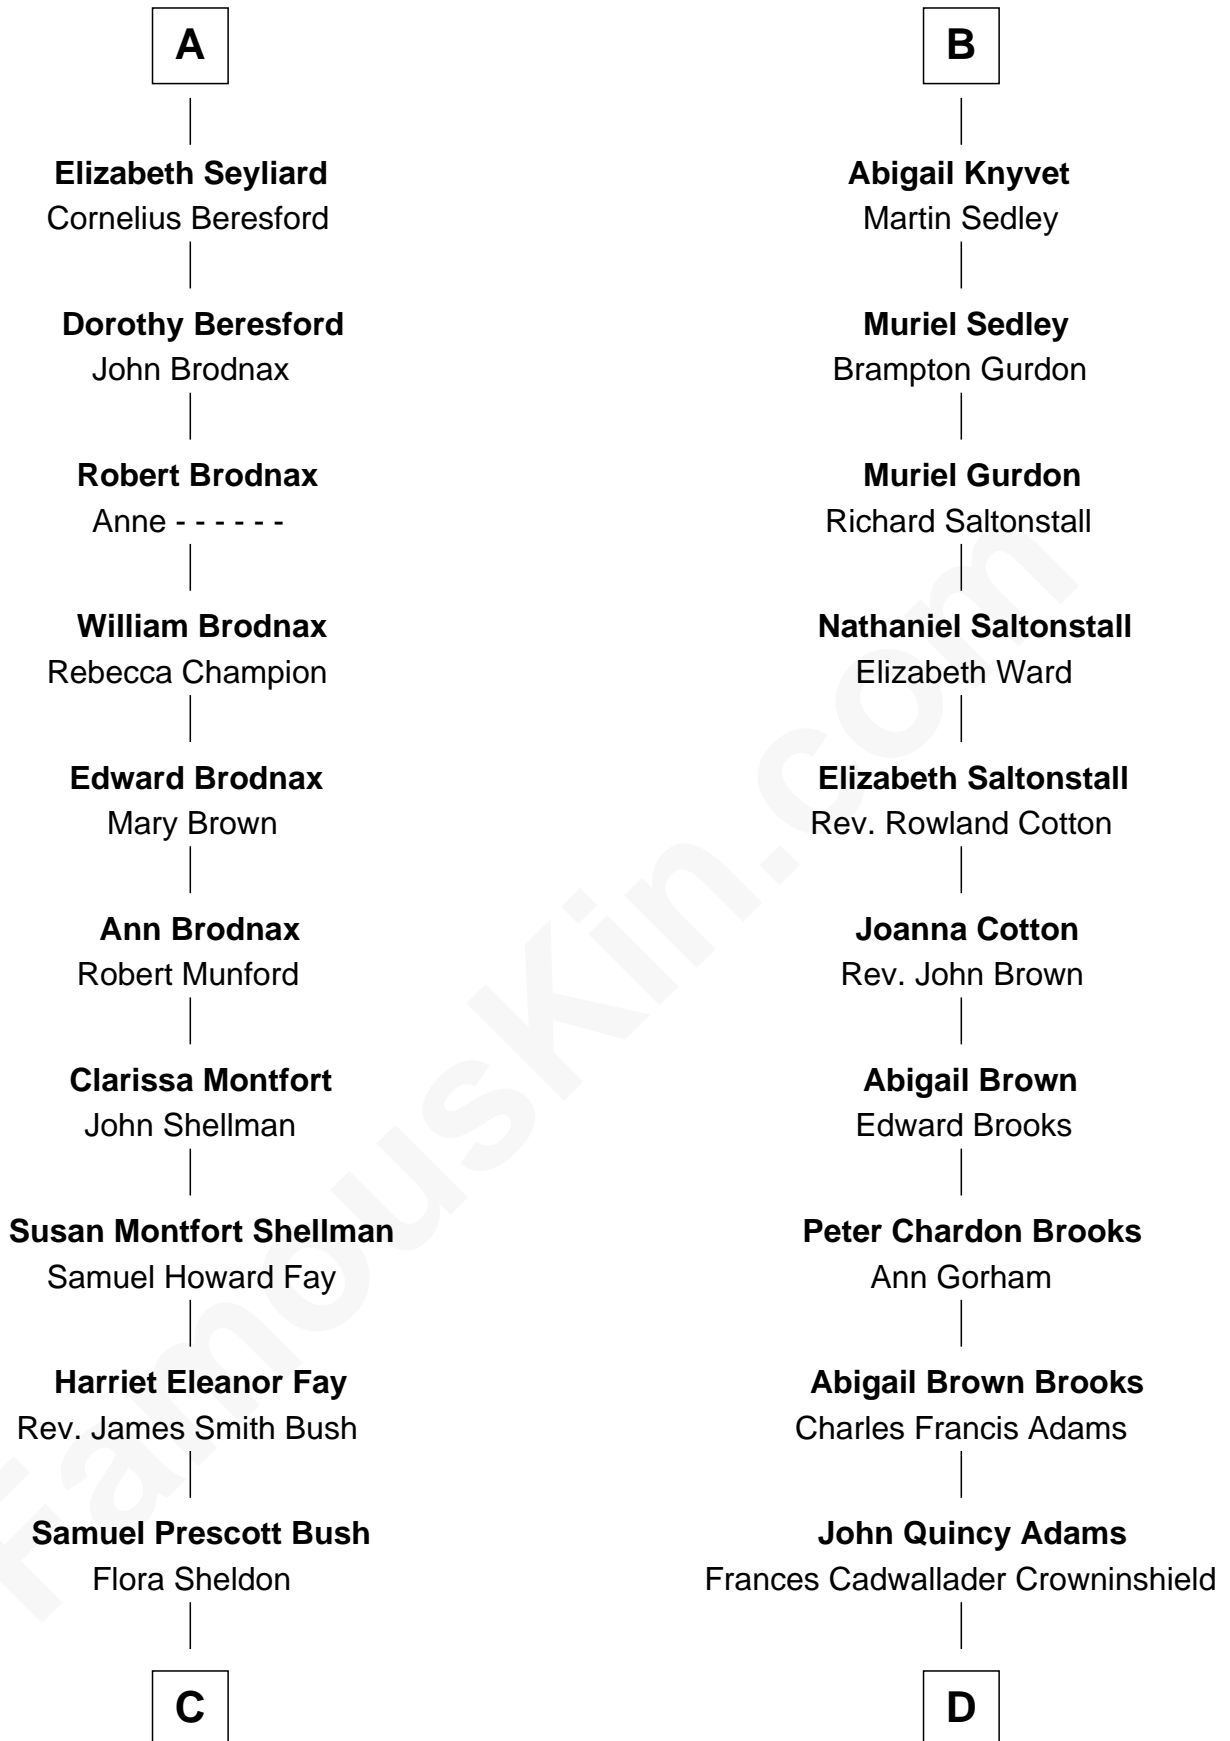 A
Elizabeth Seyliard
Cornelius Beresford
Dorothy Beresford
John Brodnax
Robert Brodnax
Anne - - - - - -
William Brodnax
Rebecca Champion
Edward Brodnax
Mary Brown
Ann Brodnax
Robert Munford
Clarissa Montfort
John Shellman
Susan Montfort Shellman
Samuel Howard Fay
Harriet Eleanor Fay
Rev. James Smith Bush
Samuel Prescott Bush
Flora Sheldon
C
B
Abigail Knyvet
Martin Sedley
Muriel Sedley
Brampton Gurdon
Muriel Gurdon
Richard Saltonstall
Nathaniel Saltonstall
Elizabeth Ward
Elizabeth Saltonstall
Rev. Rowland Cotton
Joanna Cotton
Rev. John Brown
Abigail Brown
Edward Brooks
Peter Chardon Brooks
Ann Gorham
Abigail Brown Brooks
Charles Francis Adams
John Quincy Adams
Frances Cadwallader Crowninshield
D
FamousKin.com